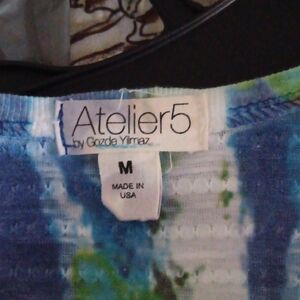 Atelier5
by Gozde Yilmaz
M
MADE IN
USA